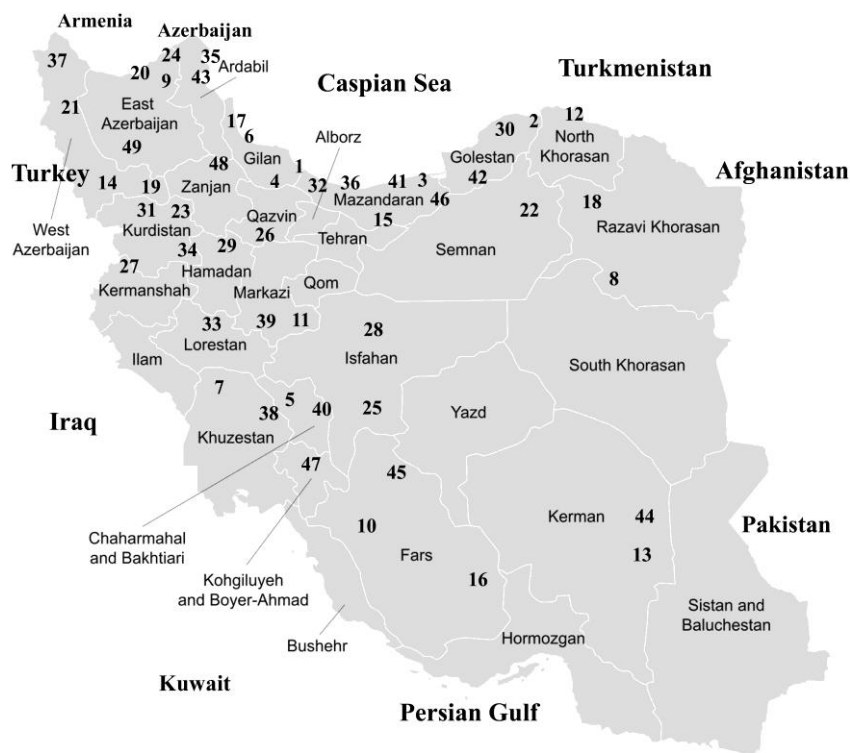 Armenia
Azerbaijan
37
24
35
20
9
43
Ardabil
Caspian Sea
Turkmenistan
21
East
Azerbaijan
17
6
Alborz
30
2
12
North
Khorasan
49
48
Gilan
1
Golestan
Afghanistan
Turkey
14
19
Zanjan
4
32
36
41
3
42
Mazandaran
46
18
31
23
Qazvin
15
22
Razavi Khorasan
West
Azerbaijan
Kurdistan
26
Tehran
Semnan
34
29
27
Hamadan
Qom
8
Kermanshah
Markazi
33
39
11
28
Lorestan
Ilam
Isfahan
South Khorasan
7
5
38
40
25
Yazd
Iraq
Khuzestan
47
45
Chaharmahal
and Bakhtiari
10
Kerman
44
Pakistan
Fars
13
Kohgiluyeh
and Boyer-Ahmad
16
Sistan and
Baluchestan
Bushehr
Hormozgan
Kuwait
Persian Gulf